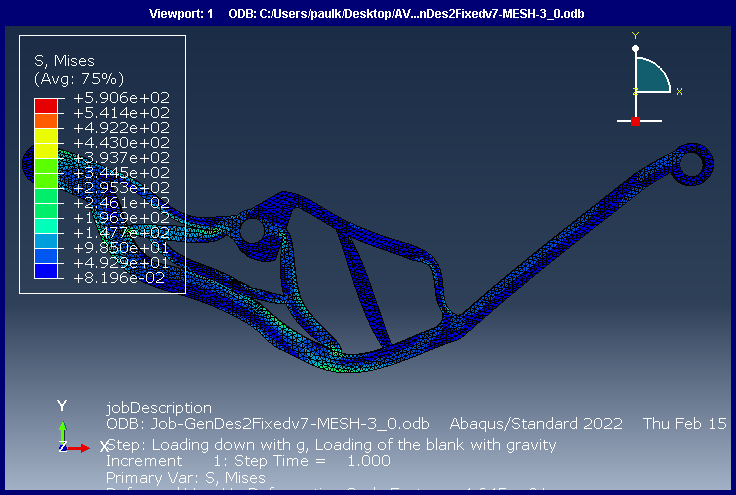 Viewport: 1 ODB: C:/Users/paulk/Desktop/AV...nDes2Fixedv7-MESH-3_0.odb
S, Mises
(Avg: 75%)
+5.906e+02
+5.414e+02
+4.922e+02
+4.430e+02
+3.937e+02
+3.445e+02
+2.953e+02
+2.461e+02
+1.969e+02
+1.477e+02
+9.850e+01
+4.929e+01
+8.196e-02
Y
Z
X
Y
Z
X
jobDescription
ODB: Job-GenDes2Fixedv7-MESH-3_0.odb Abaqus/Standard 2022 Thu Feb 15
Step: Loading down with g, Loading of the blank with gravity
Increment 1: Step Time = 1.000
Primary Var: S, Mises